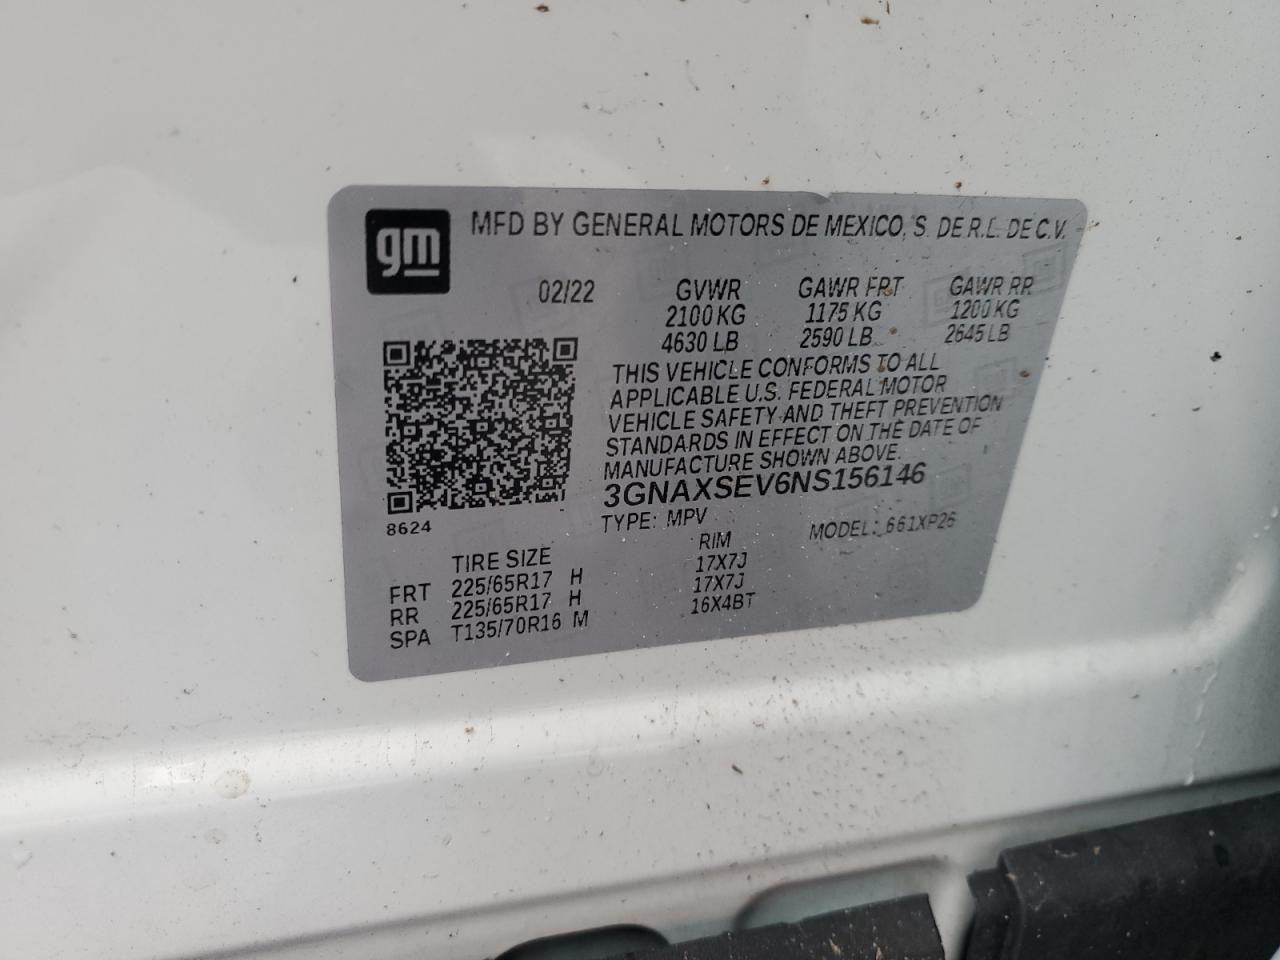 gm
MFD BY GENERAL MOTORS DE MEXICO, S. DE R.L. DE C.V.
02/22 GVWR GAWR FRT GAWR RR
2100 KG 1175 KG 1200 KG
4630 LB 2590 LB 2645 LB
THIS VEHICLE CONFORMS TO ALL
APPLICABLE U.S. FEDERAL MOTOR
VEHICLE SAFETY AND THEFT PREVENTION
STANDARDS IN EFFECT ON THE DATE OF
MANUFACTURE SHOWN ABOVE.
3GNAXSEV6NS156146
8624
TYPE: MPV MODEL: 661XP26
TIRE SIZE RIM
FRT 225/65R17 H 17X7J
RR 225/65R17 H 17X7J
SPA T135/70R16 M 16X4BT